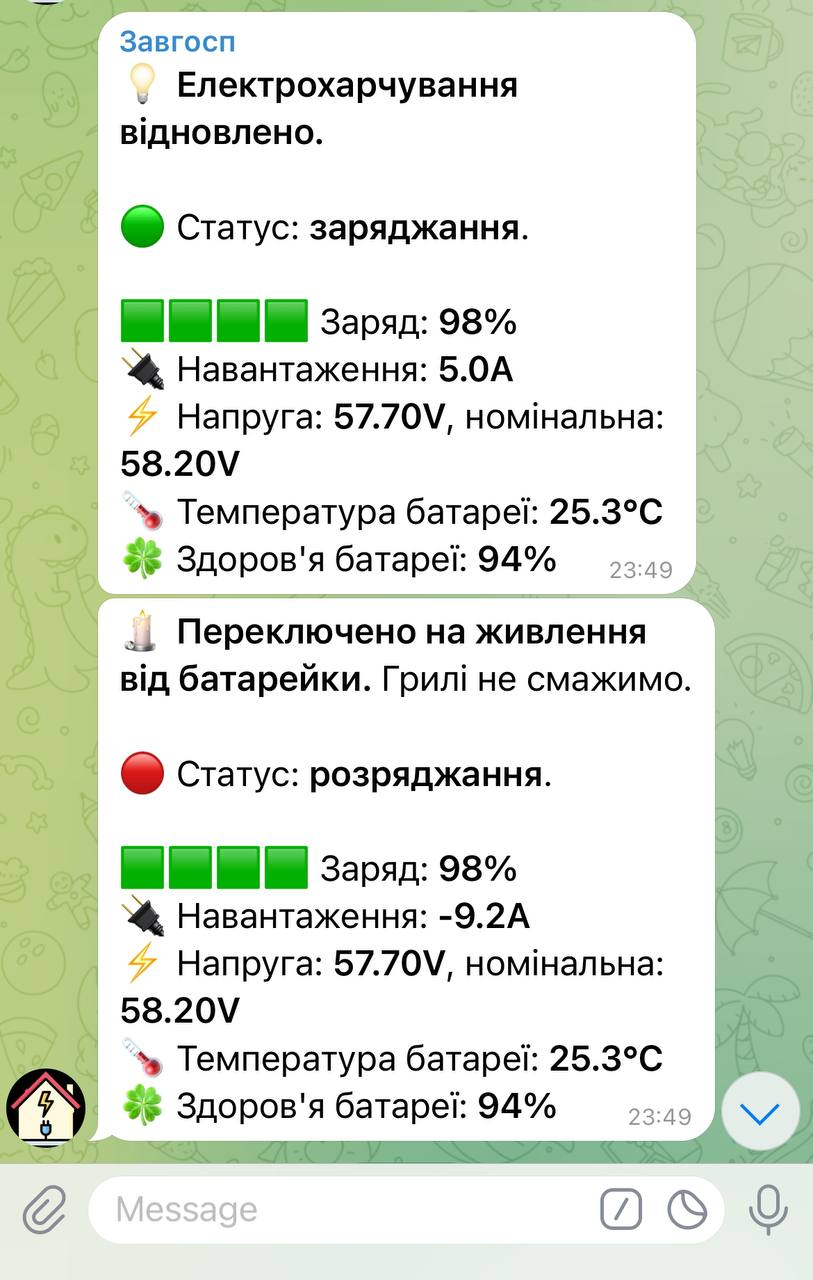 Завгосп
💡 Електрохарчування
відновлено.
🟢 Статус: заряджання.
🟩🟩🟩🟩 Заряд: 98%
🔌 Навантаження: 5.0A
⚡ Напруга: 57.70V, номінальна:
58.20V
🌡️ Температура батареї: 25.3°C
🍀 Здоров'я батареї: 94%
23:49
🕯️ Переключено на живлення
від батарейки. Грилі не смажимо.
🔴 Статус: розряджання.
🟩🟩🟩🟩 Заряд: 98%
🔌 Навантаження: -9.2A
⚡ Напруга: 57.70V, номінальна:
58.20V
🌡️ Температура батареї: 25.3°C
🍀 Здоров'я батареї: 94%
23:49
Message